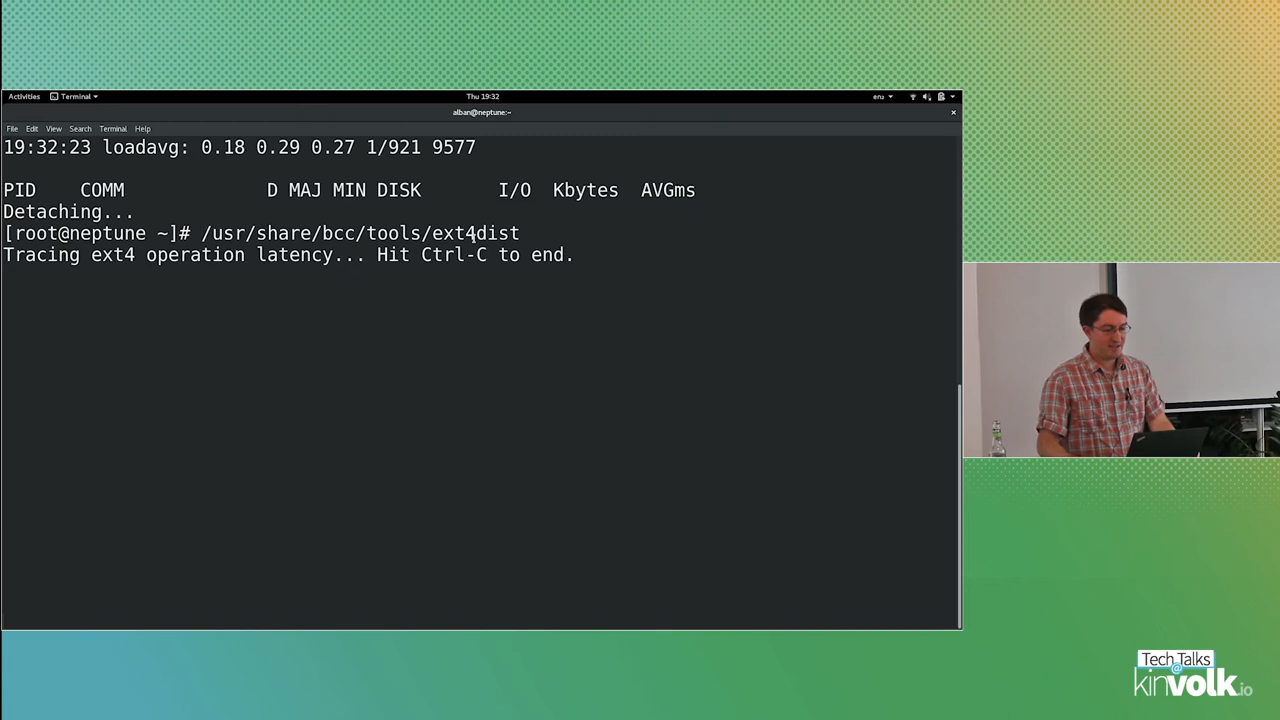 Activities Terminal Thu 19:32 en₂
alban@neptune:~ ×
File Edit View Search Terminal Help
19:32:23 loadavg: 0.18 0.29 0.27 1/921 9577
PID COMM D MAJ MIN DISK I/O Kbytes AVGms
Detaching...
[root@neptune ~]# /usr/share/bcc/tools/ext4dist
Tracing ext4 operation latency... Hit Ctrl-C to end.
Tech Talks
@
kinvolk.io